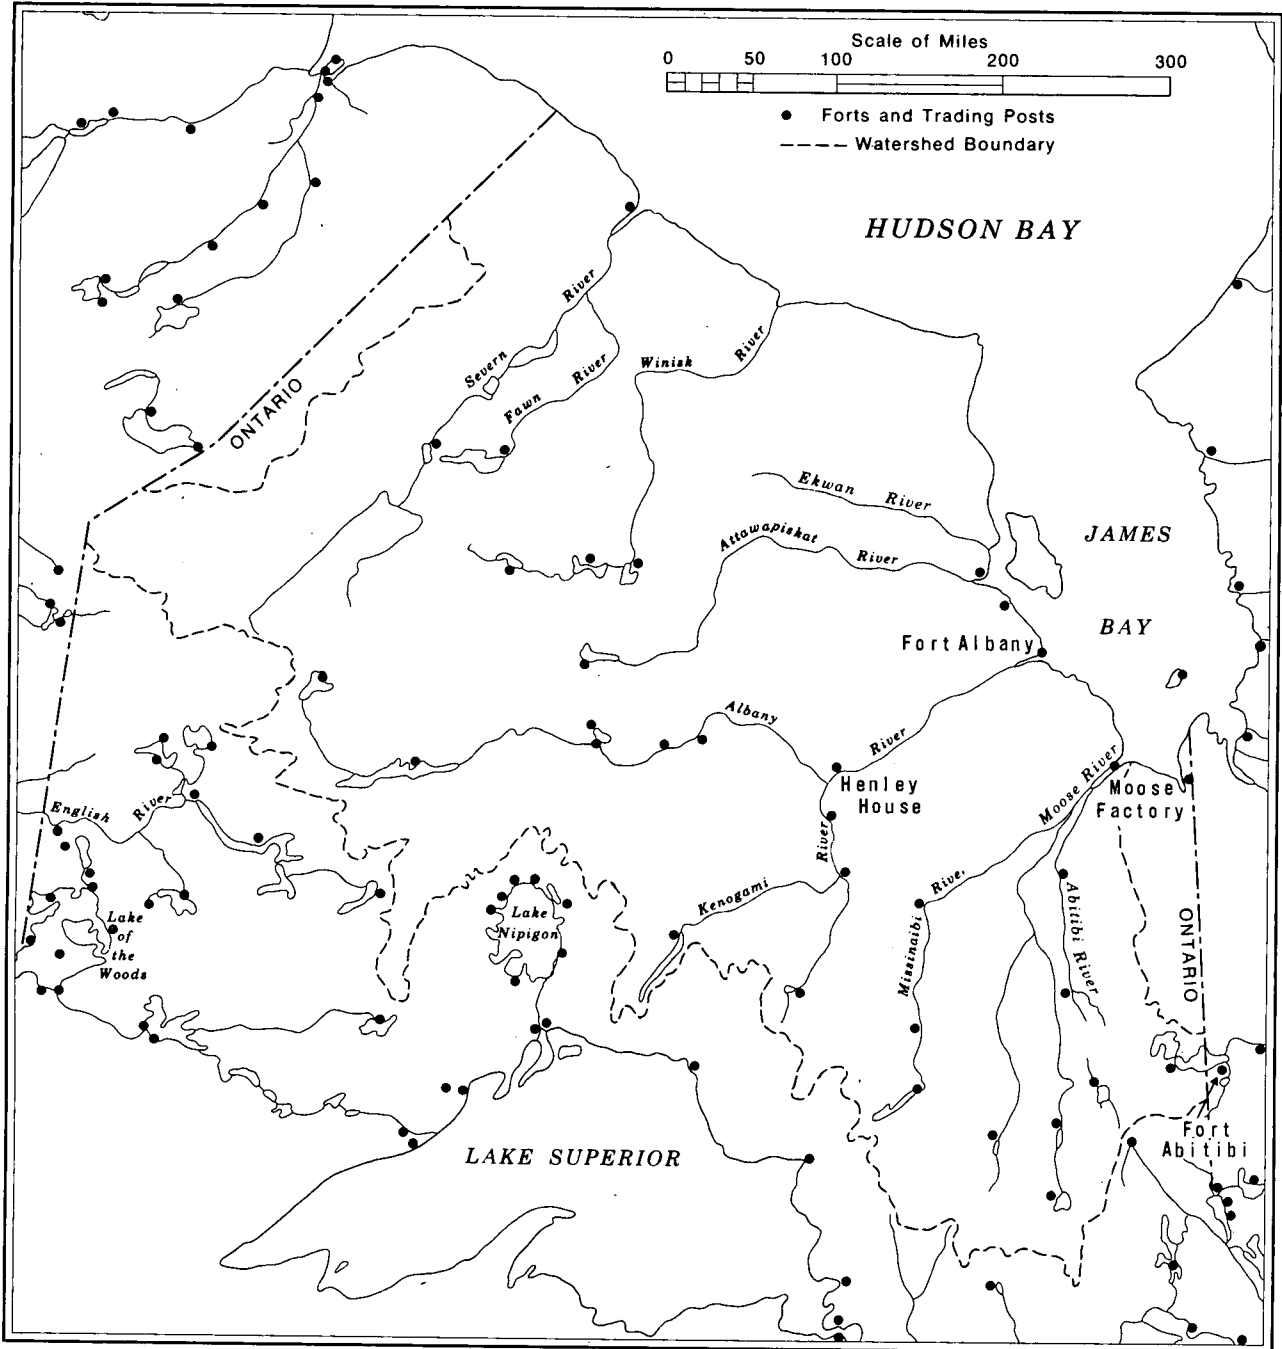 Scale of Miles
0 50 100 200 300
Forts and Trading Posts
Watershed Boundary
HUDSON BAY
Severn
River
Fawn
River
Winisk
River
ONTARIO
Ekwan River
Attawapiskat
River
JAMES
BAY
Fort Albany
Albany
River
Henley
House
Moose River
Moose
Factory
English
River
River
Kenogami
Missinaibi
River
Abitibi River
ONTARIO
Lake
Nipigon
Lake
of
the
Woods
LAKE SUPERIOR
Fort
Abitibi